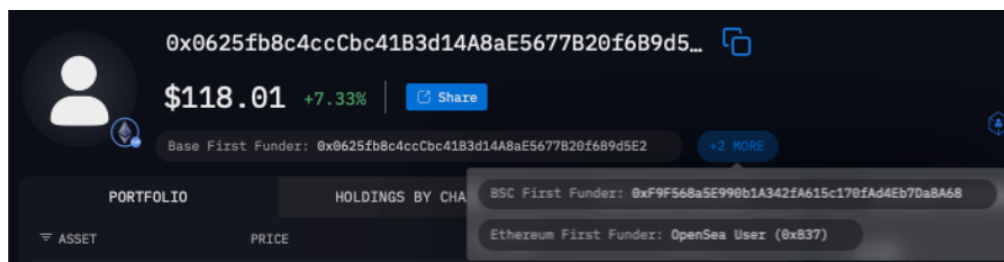 0x0625fb8c4ccCbc41B3d14A8aE5677B20f6B9d5…
$118.01 +7.33% Share
Base First Funder: 0x0625fb8c4ccCbc41B3d14A8aE5677B20f6B9d5E2 +2 MORE
PORTFOLIO HOLDINGS BY CHA
BSC First Funder: 0xF9F568a5E990b1A342fA615c170fAd4Eb7Da8A68
Ethereum First Funder: OpenSea User (0xB37)
ASSET PRICE